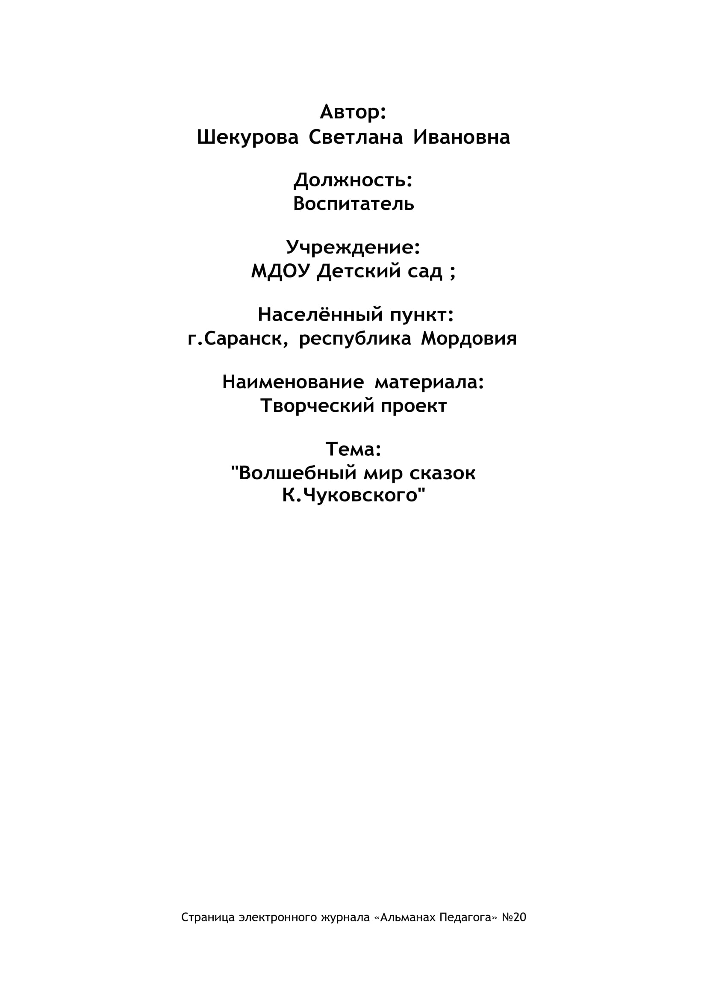 Автор:
Шекурова Светлана Ивановна
Должность:
Воспитатель
Учреждение:
МДОУ Детский сад ;
Населённый пункт:
г.Саранск, республика Мордовия
Наименование материала:
Творческий проект
Тема:
"Волшебный мир сказок
К.Чуковского"
Страница электронного журнала «Альманах Педагога» №20